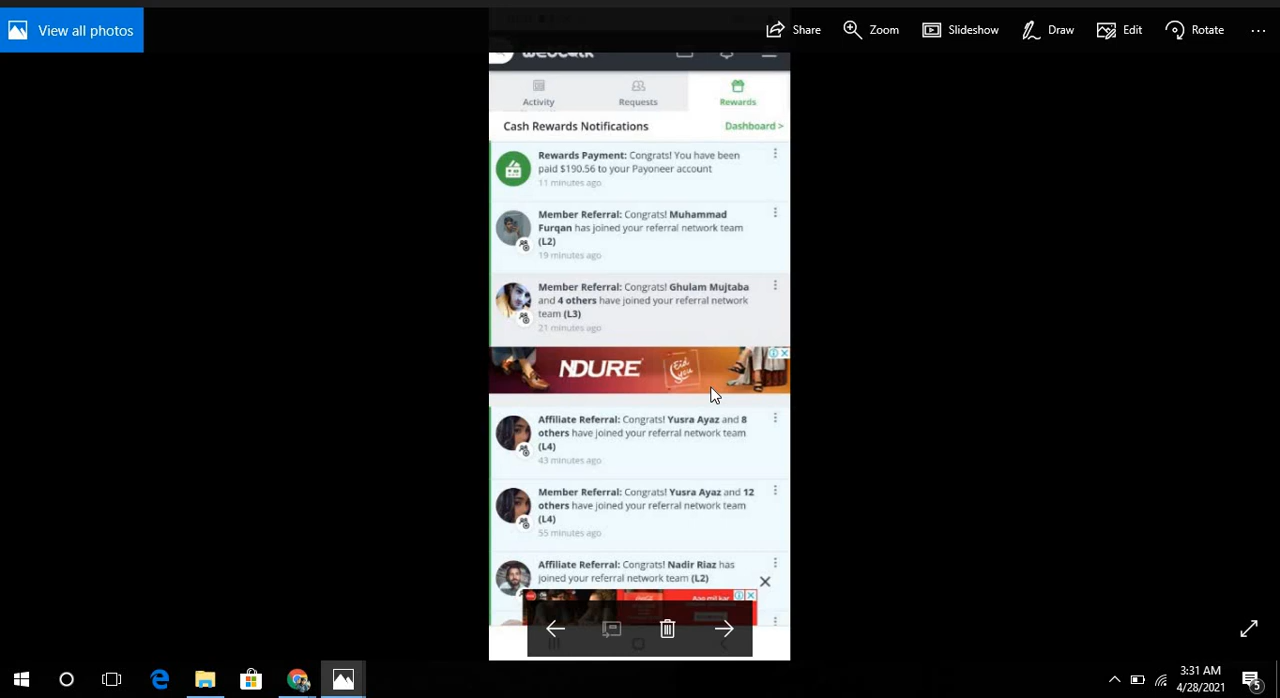 View all photos
Share
Zoom
Slideshow
Draw
Edit
Rotate
Activity
Requests
Rewards
Cash Rewards Notifications
Dashboard >
Rewards Payment: Congrats! You have been
paid $190.56 to your Payoneer account
11 minutes ago
Member Referral: Congrats! Muhammad
Furqan has joined your referral network team
(L2)
19 minutes ago
Member Referral: Congrats! Ghulam Mujtaba
and 4 others have joined your referral network
team (L3)
21 minutes ago
NDURE
Eid
Affiliate Referral: Congrats! Yusra Ayaz and 8
others have joined your referral network team
(L4)
43 minutes ago
Member Referral: Congrats! Yusra Ayaz and 12
others have joined your referral network team
(L4)
55 minutes ago
Affiliate Referral: Congrats! Nadir Riaz has
joined your referral network team (L2)
3:31 AM
4/28/2021
5